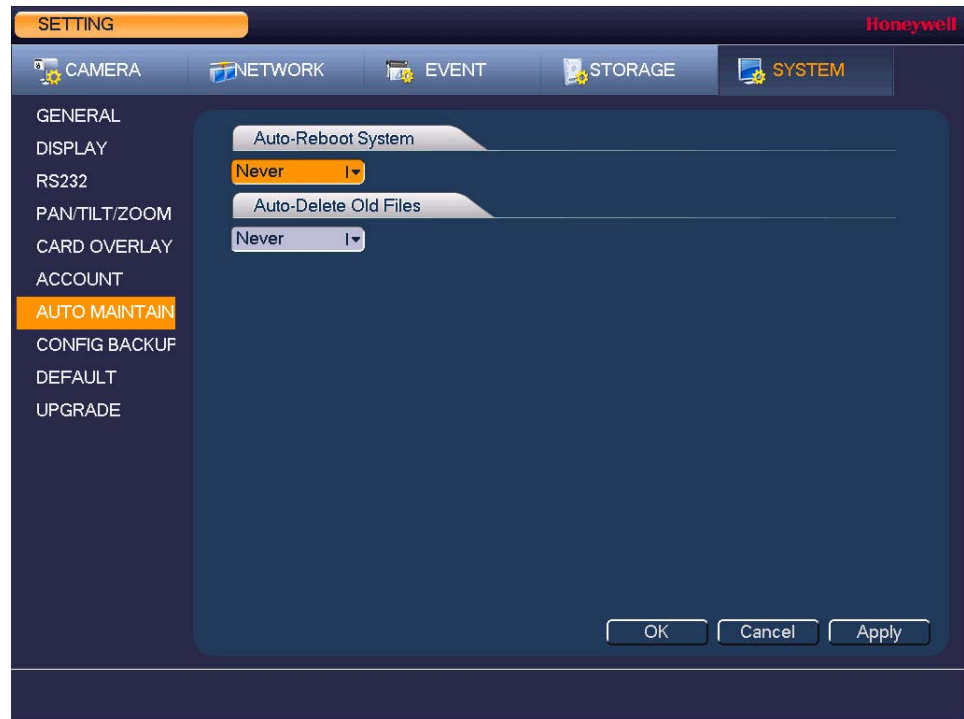 SETTING
Honeywell
CAMERA
NETWORK
EVENT
STORAGE
SYSTEM
GENERAL
DISPLAY
RS232
PAN/TILT/ZOOM
CARD OVERLAY
ACCOUNT
AUTO MAINTAIN
CONFIG BACKUP
DEFAULT
UPGRADE
Auto-Reboot System
Never
Auto-Delete Old Files
Never
OK
Cancel
Apply